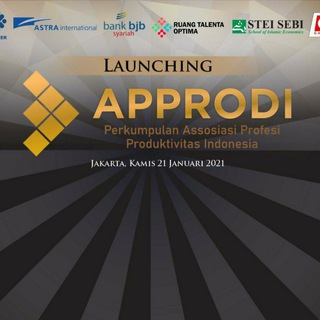 ASTRA international
bank bjb
syariah
RUANG TALENTA
OPTIMA
STEI SEBI
School of Islamic Economics
LAUNCHING
APPRODI
Perkumpulan Assosiasi Profesi
Produktivitas Indonesia
JAKARTA, KAMIS 21 JANUARI 2021